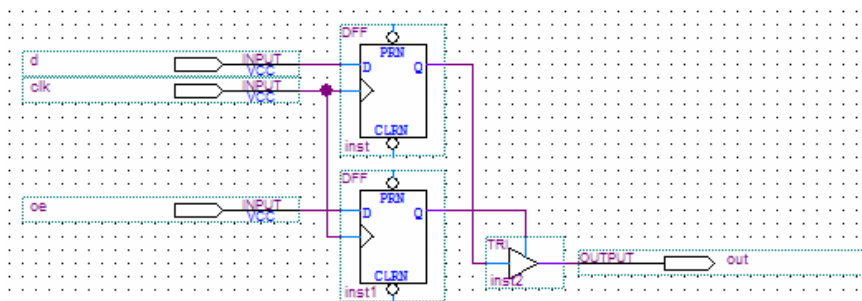 DFF
PRN
d
INPUT
VCC
D
Q
clk
INPUT
VCC
CLRN
inst
DFF
PRN
oe
INPUT
VCC
D
Q
TRI
OUTPUT
out
CLRN
inst1
inst2